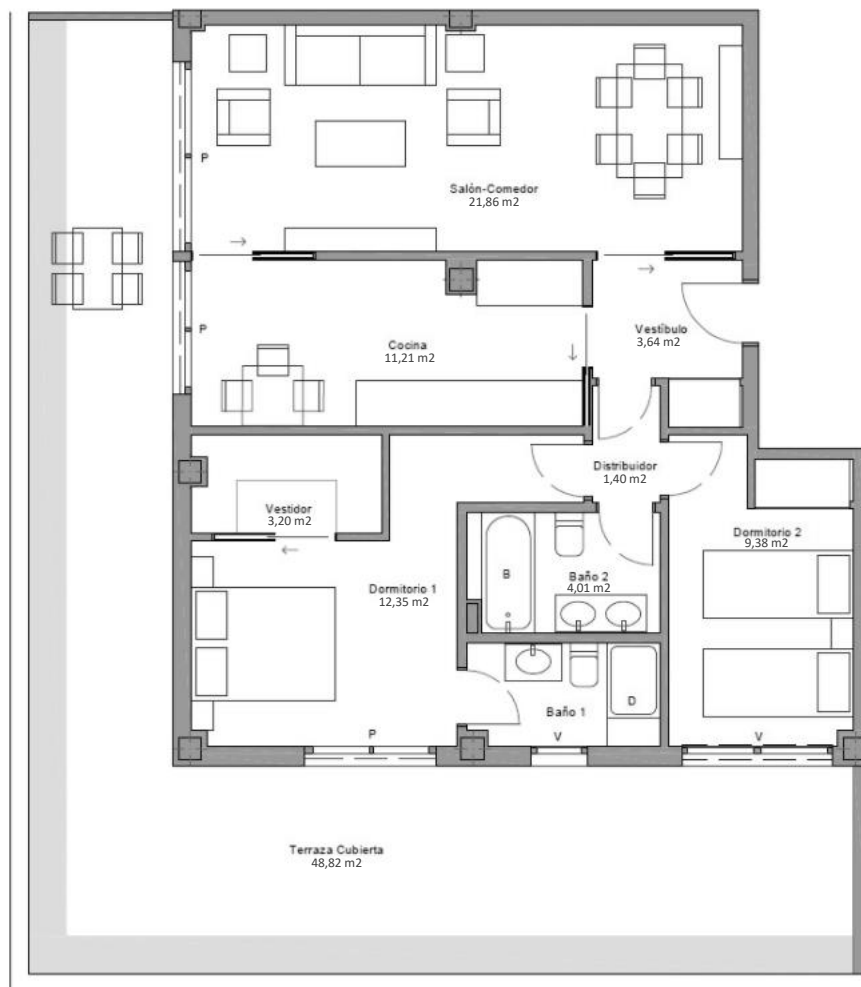 P
Salón-Comedor
21,86 m2
P
Cocina
11,21 m2
Vestíbulo
3,64 m2
Distribuidor
1,40 m2
Vestidor
3,20 m2
Dormitorio 2
9,38 m2
B
Baño 2
4,01 m2
Dormitorio 1
12,35 m2
D
Baño 1
P
V
V
Terraza Cubierta
48,82 m2